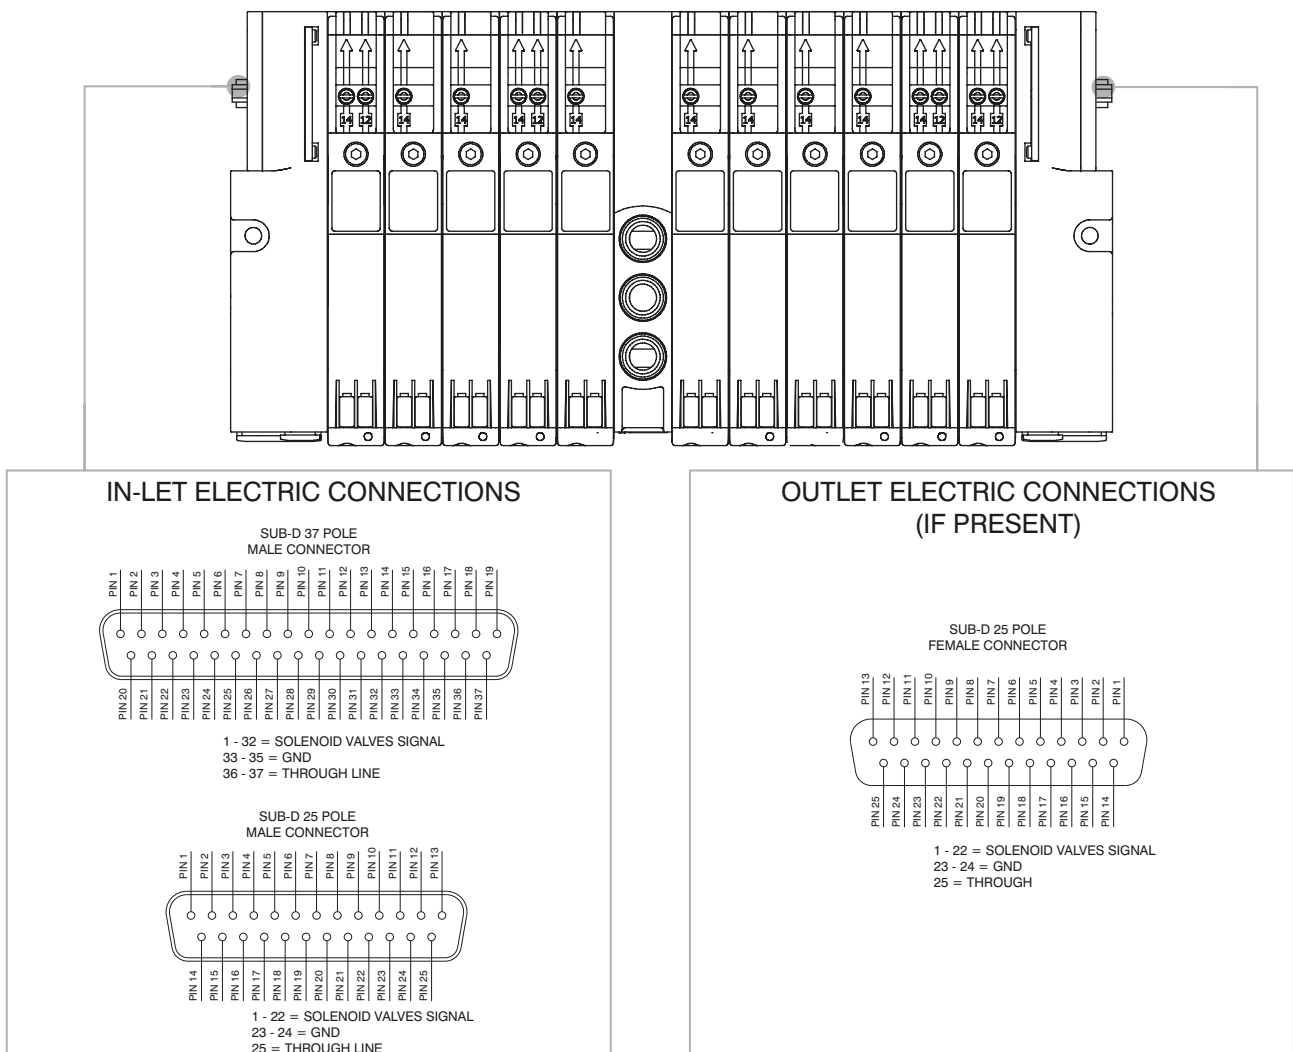 14 12 14 14 14 12 14 14 14 14 14 14 12 14 12
IN-LET ELECTRIC CONNECTIONS
SUB-D 37 POLE
MALE CONNECTOR
PIN 1 PIN 2 PIN 3 PIN 4 PIN 5 PIN 6 PIN 7 PIN 8 PIN 9 PIN 10 PIN 11 PIN 12 PIN 13 PIN 14 PIN 15 PIN 16 PIN 17 PIN 18 PIN 19
PIN 20 PIN 21 PIN 22 PIN 23 PIN 24 PIN 25 PIN 26 PIN 27 PIN 28 PIN 29 PIN 30 PIN 31 PIN 32 PIN 33 PIN 34 PIN 35 PIN 36 PIN 37
1 - 32 = SOLENOID VALVES SIGNAL
33 - 35 = GND
36 - 37 = THROUGH LINE
SUB-D 25 POLE
MALE CONNECTOR
PIN 1 PIN 2 PIN 3 PIN 4 PIN 5 PIN 6 PIN 7 PIN 8 PIN 9 PIN 10 PIN 11 PIN 12 PIN 13
PIN 14 PIN 15 PIN 16 PIN 17 PIN 18 PIN 19 PIN 20 PIN 21 PIN 22 PIN 23 PIN 24 PIN 25
1 - 22 = SOLENOID VALVES SIGNAL
23 - 24 = GND
25 = THROUGH LINE
OUTLET ELECTRIC CONNECTIONS
(IF PRESENT)
SUB-D 25 POLE
FEMALE CONNECTOR
PIN 13 PIN 12 PIN 11 PIN 10 PIN 9 PIN 8 PIN 7 PIN 6 PIN 5 PIN 4 PIN 3 PIN 2 PIN 1
PIN 25 PIN 24 PIN 23 PIN 22 PIN 21 PIN 20 PIN 19 PIN 18 PIN 17 PIN 16 PIN 15 PIN 14
1 - 22 = SOLENOID VALVES SIGNAL
23 - 24 = GND
25 = THROUGH